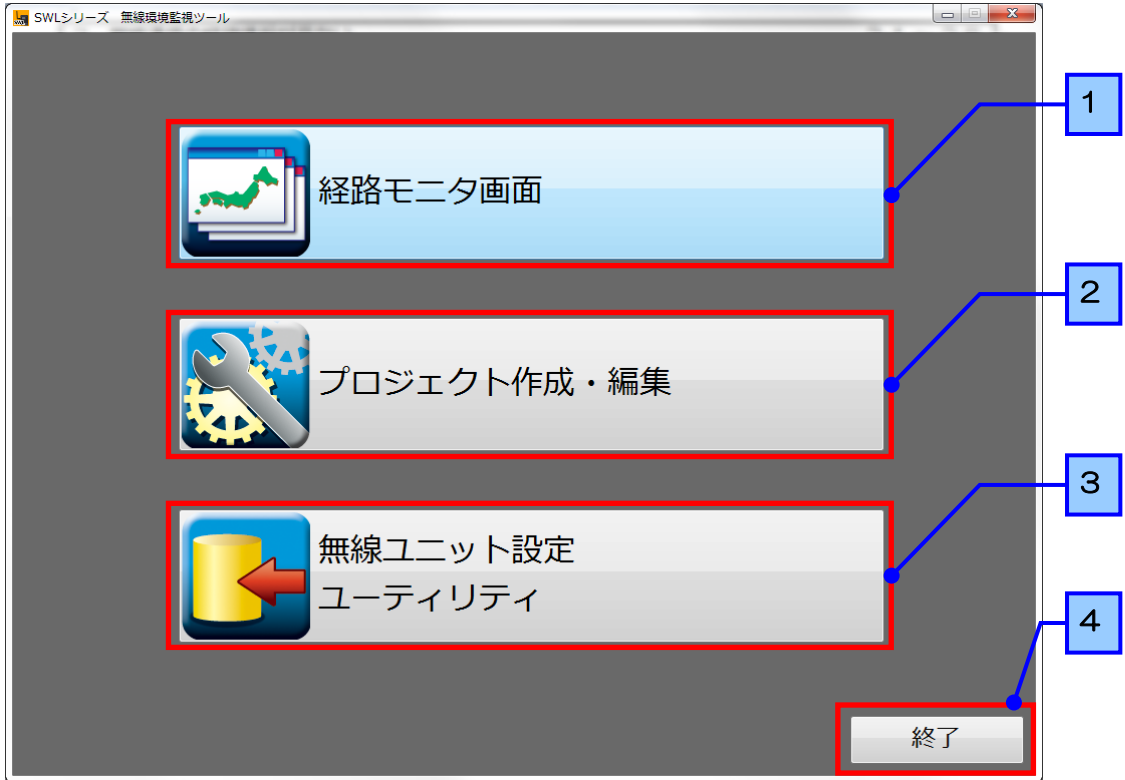 SWLシリーズ 無線環境監視ツール
経路モニタ画面
1
プロジェクト作成・編集
2
無線ユニット設定
ユーティリティ
3
終了
4